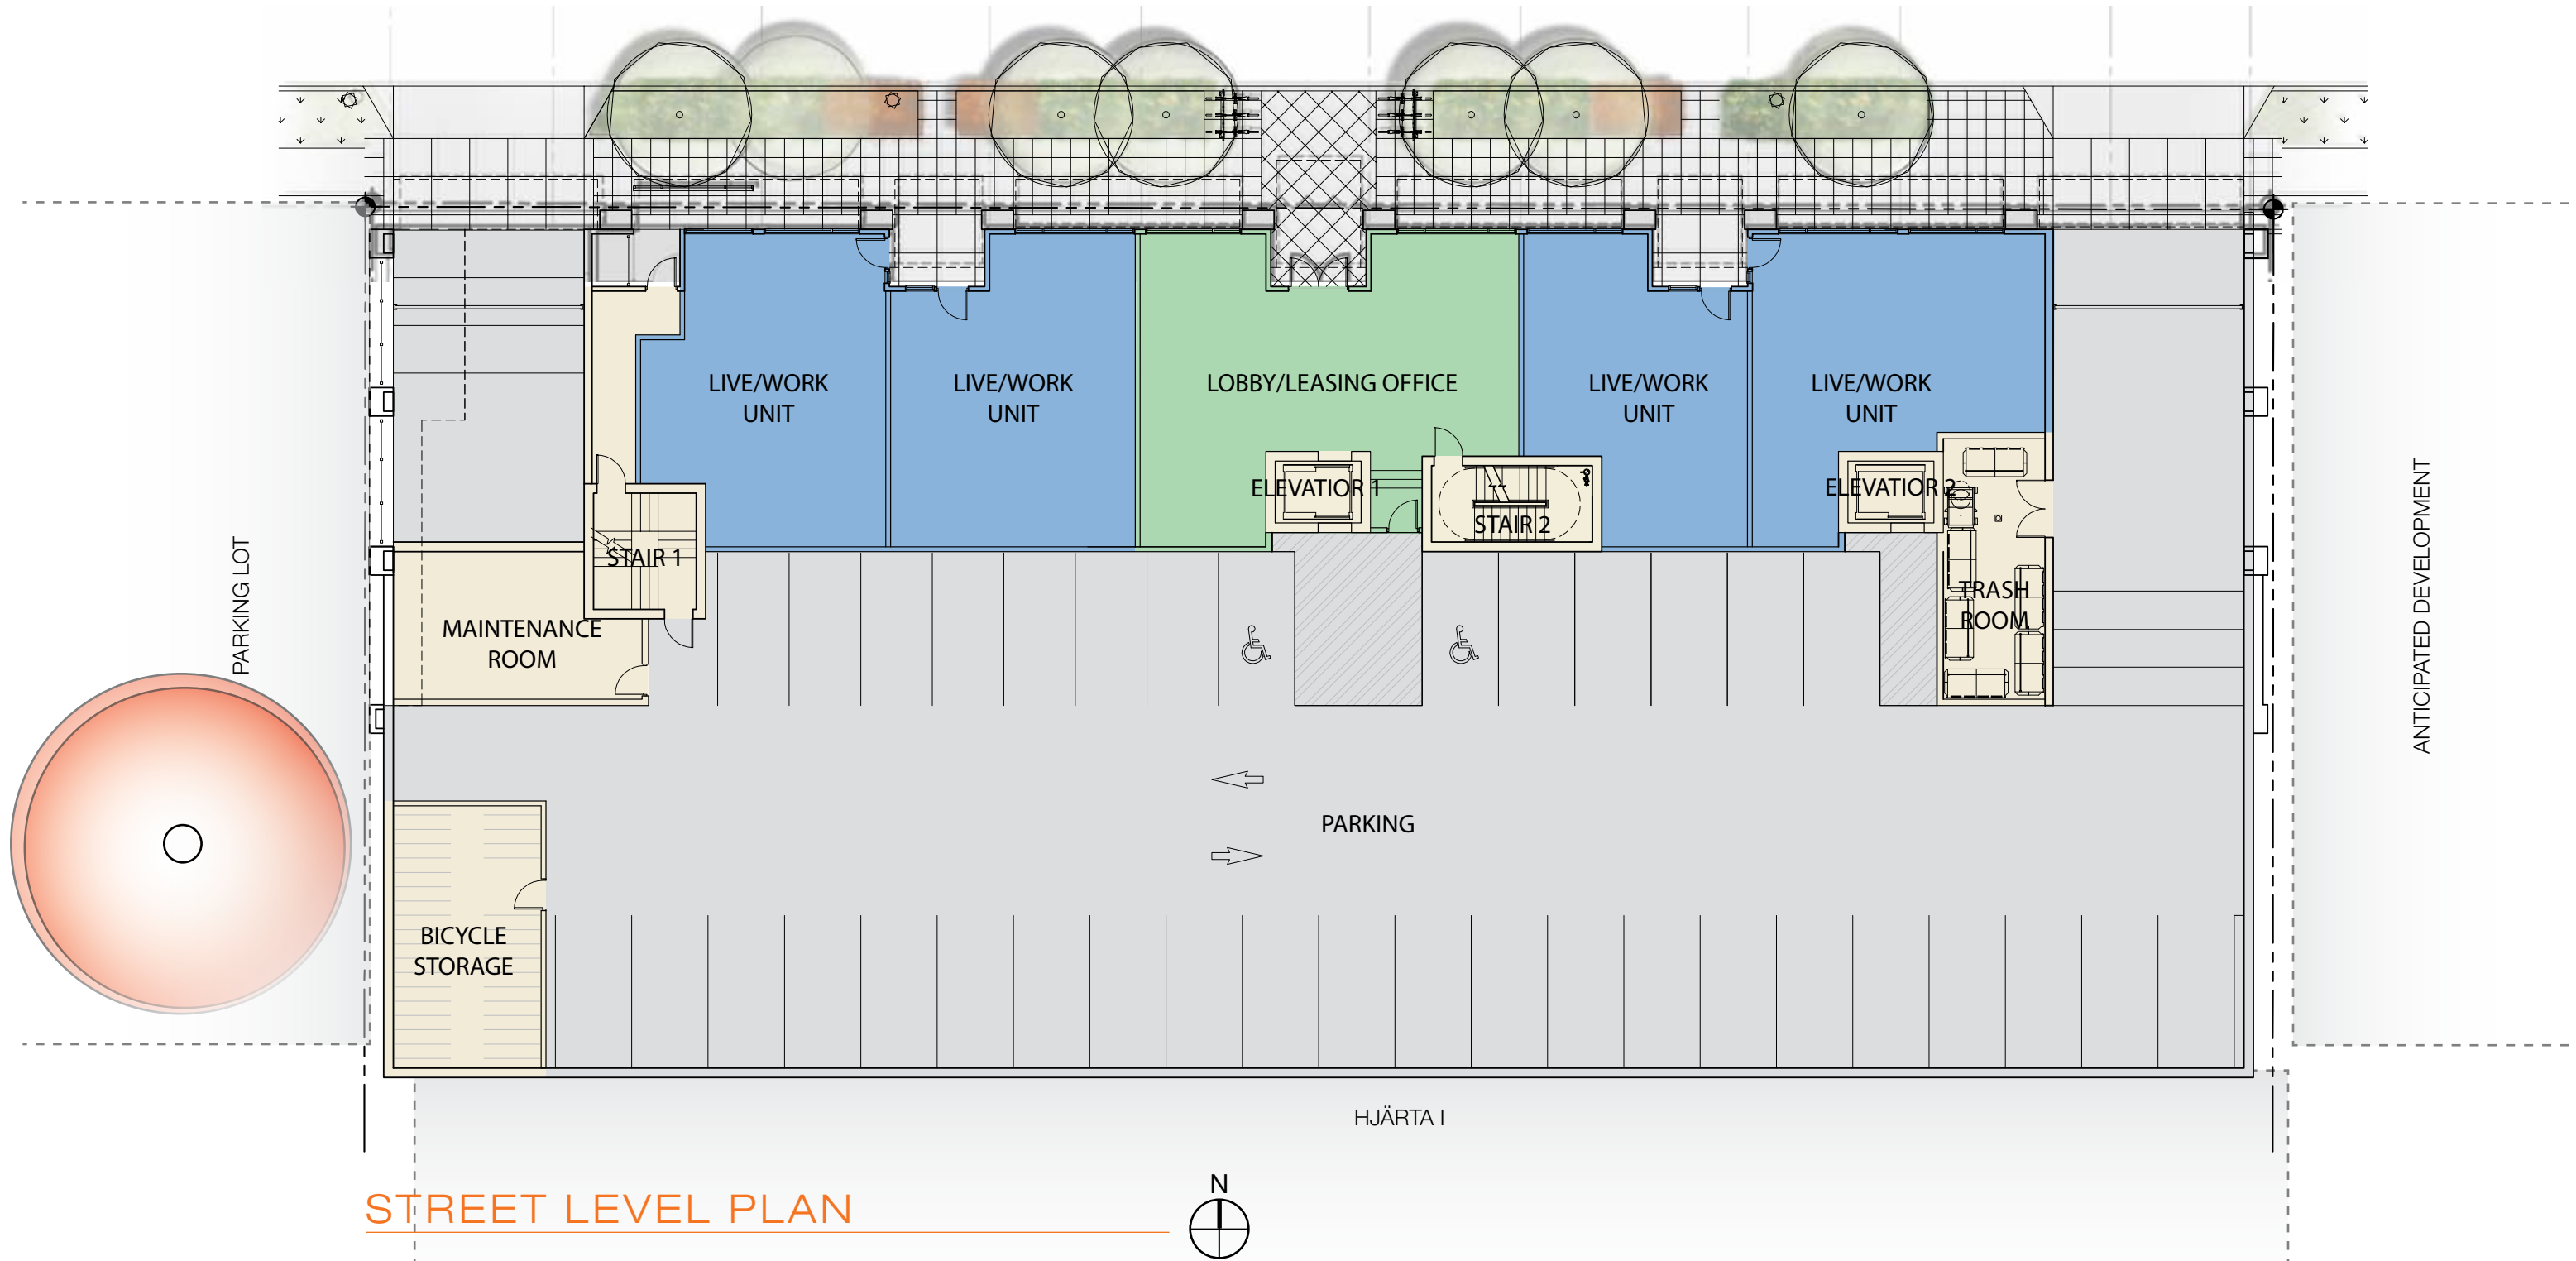 LIVE/WORK
UNIT
LIVE/WORK
UNIT
LOBBY/LEASING OFFICE
LIVE/WORK
UNIT
LIVE/WORK
UNIT
ELEVATIOR 1
STAIR 2
ELEVATIOR 2
STAIR 1
TRASH
ROOM
MAINTENANCE
ROOM
PARKING LOT
ANTICIPATED DEVELOPMENT
PARKING
BICYCLE
STORAGE
HJÄRTA I
STREET LEVEL PLAN
N